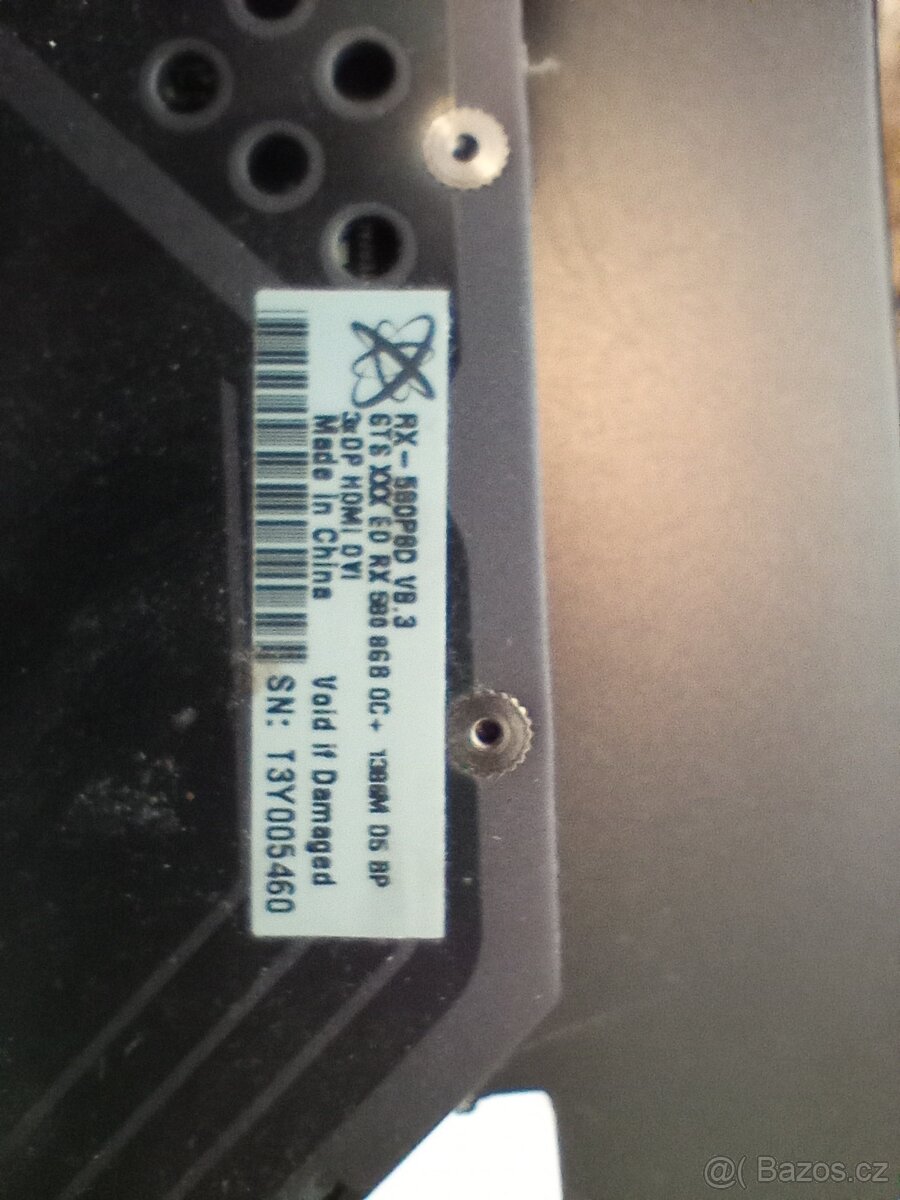 RX-580P8D V8.3
GTS XXX ED RX 580 8GB OC+ 1386M D5 BP
3xDP HDMI DVI
Made in China Void if Damaged
SN: T3Y005460
@( Bazos.cz